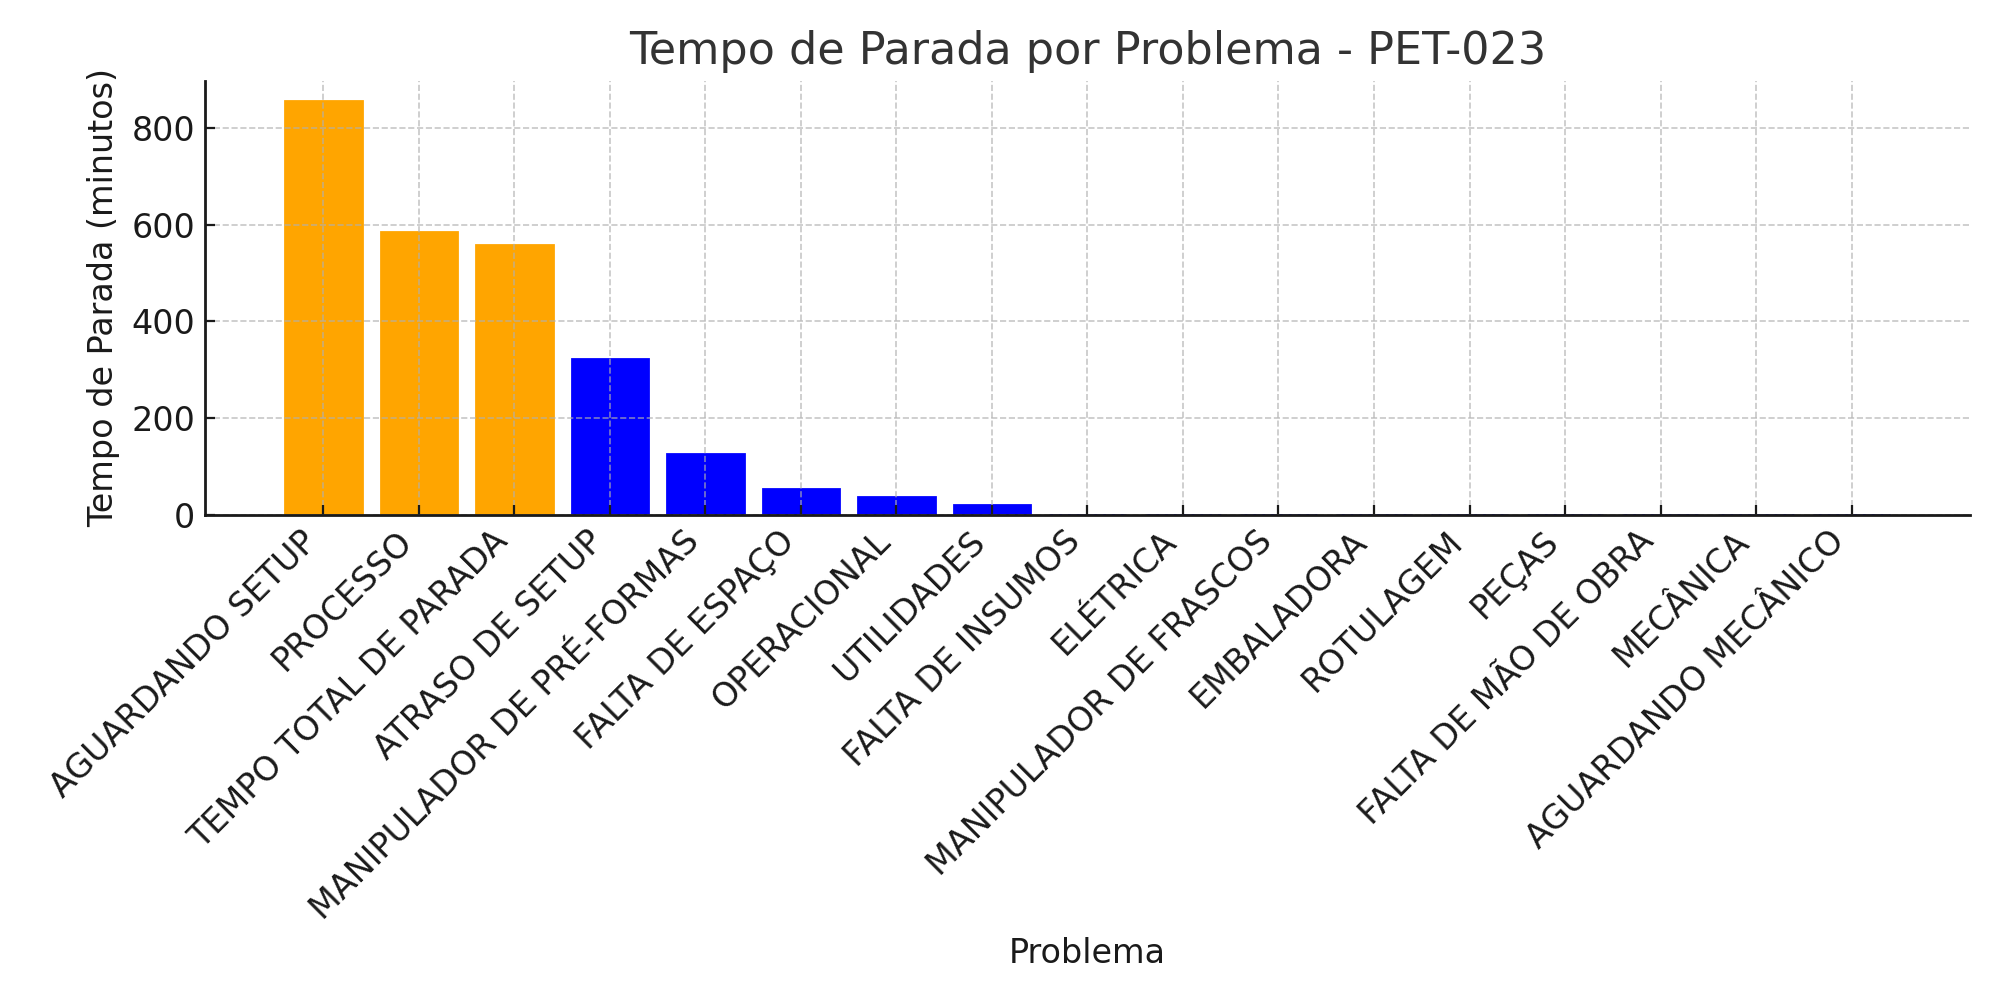 Tempo de Parada por Problema - PET-023
Tempo de Parada (minutos)
800
600
400
200
0
AGUARDANDO SETUP
PROCESSO
TEMPO TOTAL DE PARADA
ATRASO DE SETUP
MANIPULADOR DE PRÉ-FORMAS
FALTA DE ESPAÇO
OPERACIONAL
UTILIDADES
FALTA DE INSUMOS
ELÉTRICA
MANIPULADOR DE FRASCOS
EMBALADORA
ROTULAGEM
PEÇAS
FALTA DE MÃO DE OBRA
MECÂNICA
AGUARDANDO MECÂNICO
Problema